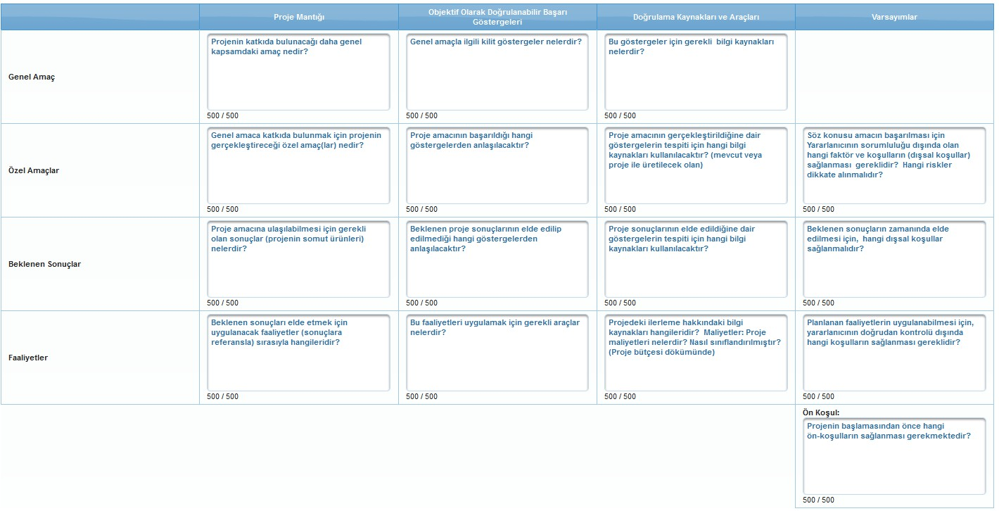 Proje Mantığı
Objektif Olarak Doğrulanabilir Başarı
Göstergeleri
Doğrulama Kaynakları ve Araçları
Varsayımlar
Genel Amaç
Projenin katkıda bulunacağı daha genel
kapsamdaki amaç nedir?
500 / 500
Genel amaçla ilgili kilit göstergeler nelerdir?
500 / 500
Bu göstergeler için gerekli  bilgi kaynakları
nelerdir?
500 / 500
Özel Amaçlar
Genel amaca katkıda bulunmak için projenin
gerçekleştireceği özel amaç(lar) nedir?
500 / 500
Proje amacının başarıldığı hangi
göstergelerden anlaşılacaktır?
500 / 500
Proje amacının gerçekleştirildiğine dair
göstergelerin tespiti için hangi bilgi
kaynakları kullanılacaktır? (mevcut veya
proje ile üretilecek olan)
500 / 500
Söz konusu amacın başarılması için
Yararlanıcının sorumluluğu dışında olan
hangi faktör ve koşulların (dışsal koşullar)
sağlanması  gereklidir?  Hangi riskler
dikkate alınmalıdır?
500 / 500
Beklenen Sonuçlar
Proje amacına ulaşılabilmesi için gerekli
olan sonuçlar (projenin somut ürünleri)
nelerdir?
500 / 500
Beklenen proje sonuçlarının elde edilip
edilmediği hangi göstergelerden
anlaşılacaktır?
500 / 500
Proje sonuçlarının elde edildiğine dair
göstergelerin tespiti için hangi bilgi
kaynakları kullanılacaktır?
500 / 500
Beklenen sonuçların zamanında elde
edilmesi için,  hangi dışsal koşullar
sağlanmalıdır?
500 / 500
Faaliyetler
Beklenen sonuçları elde etmek için
uygulanacak faaliyetler (sonuçlara
referansla) sırasıyla hangileridir?
500 / 500
Bu faaliyetleri uygulamak için gerekli araçlar
nelerdir?
500 / 500
Projedeki ilerleme hakkındaki bilgi
kaynakları hangileridir?  Maliyetler: Proje
maliyetleri nelerdir? Nasıl sınıflandırılmıştır?
(Proje bütçesi dökümünde)
500 / 500
Planlanan faaliyetlerin uygulanabilmesi için,
yararlanıcının doğrudan kontrolü dışında
hangi koşulların sağlanması gereklidir?
500 / 500
Ön Koşul:
Projenin başlamasından önce hangi
ön-koşulların sağlanması gerekmektedir?
500 / 500